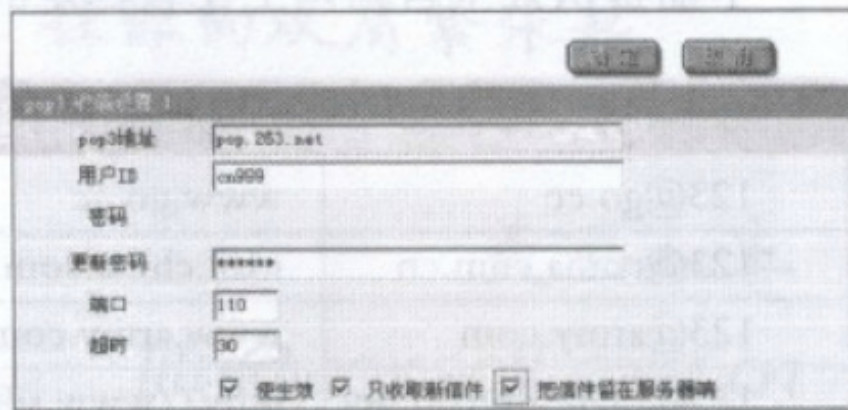 pop3地址 pop.263.net
用户ID cn999
密码
更新密码 ******
端口 110
超时 30
使生效 只收取新信件 把信件留在服务器端